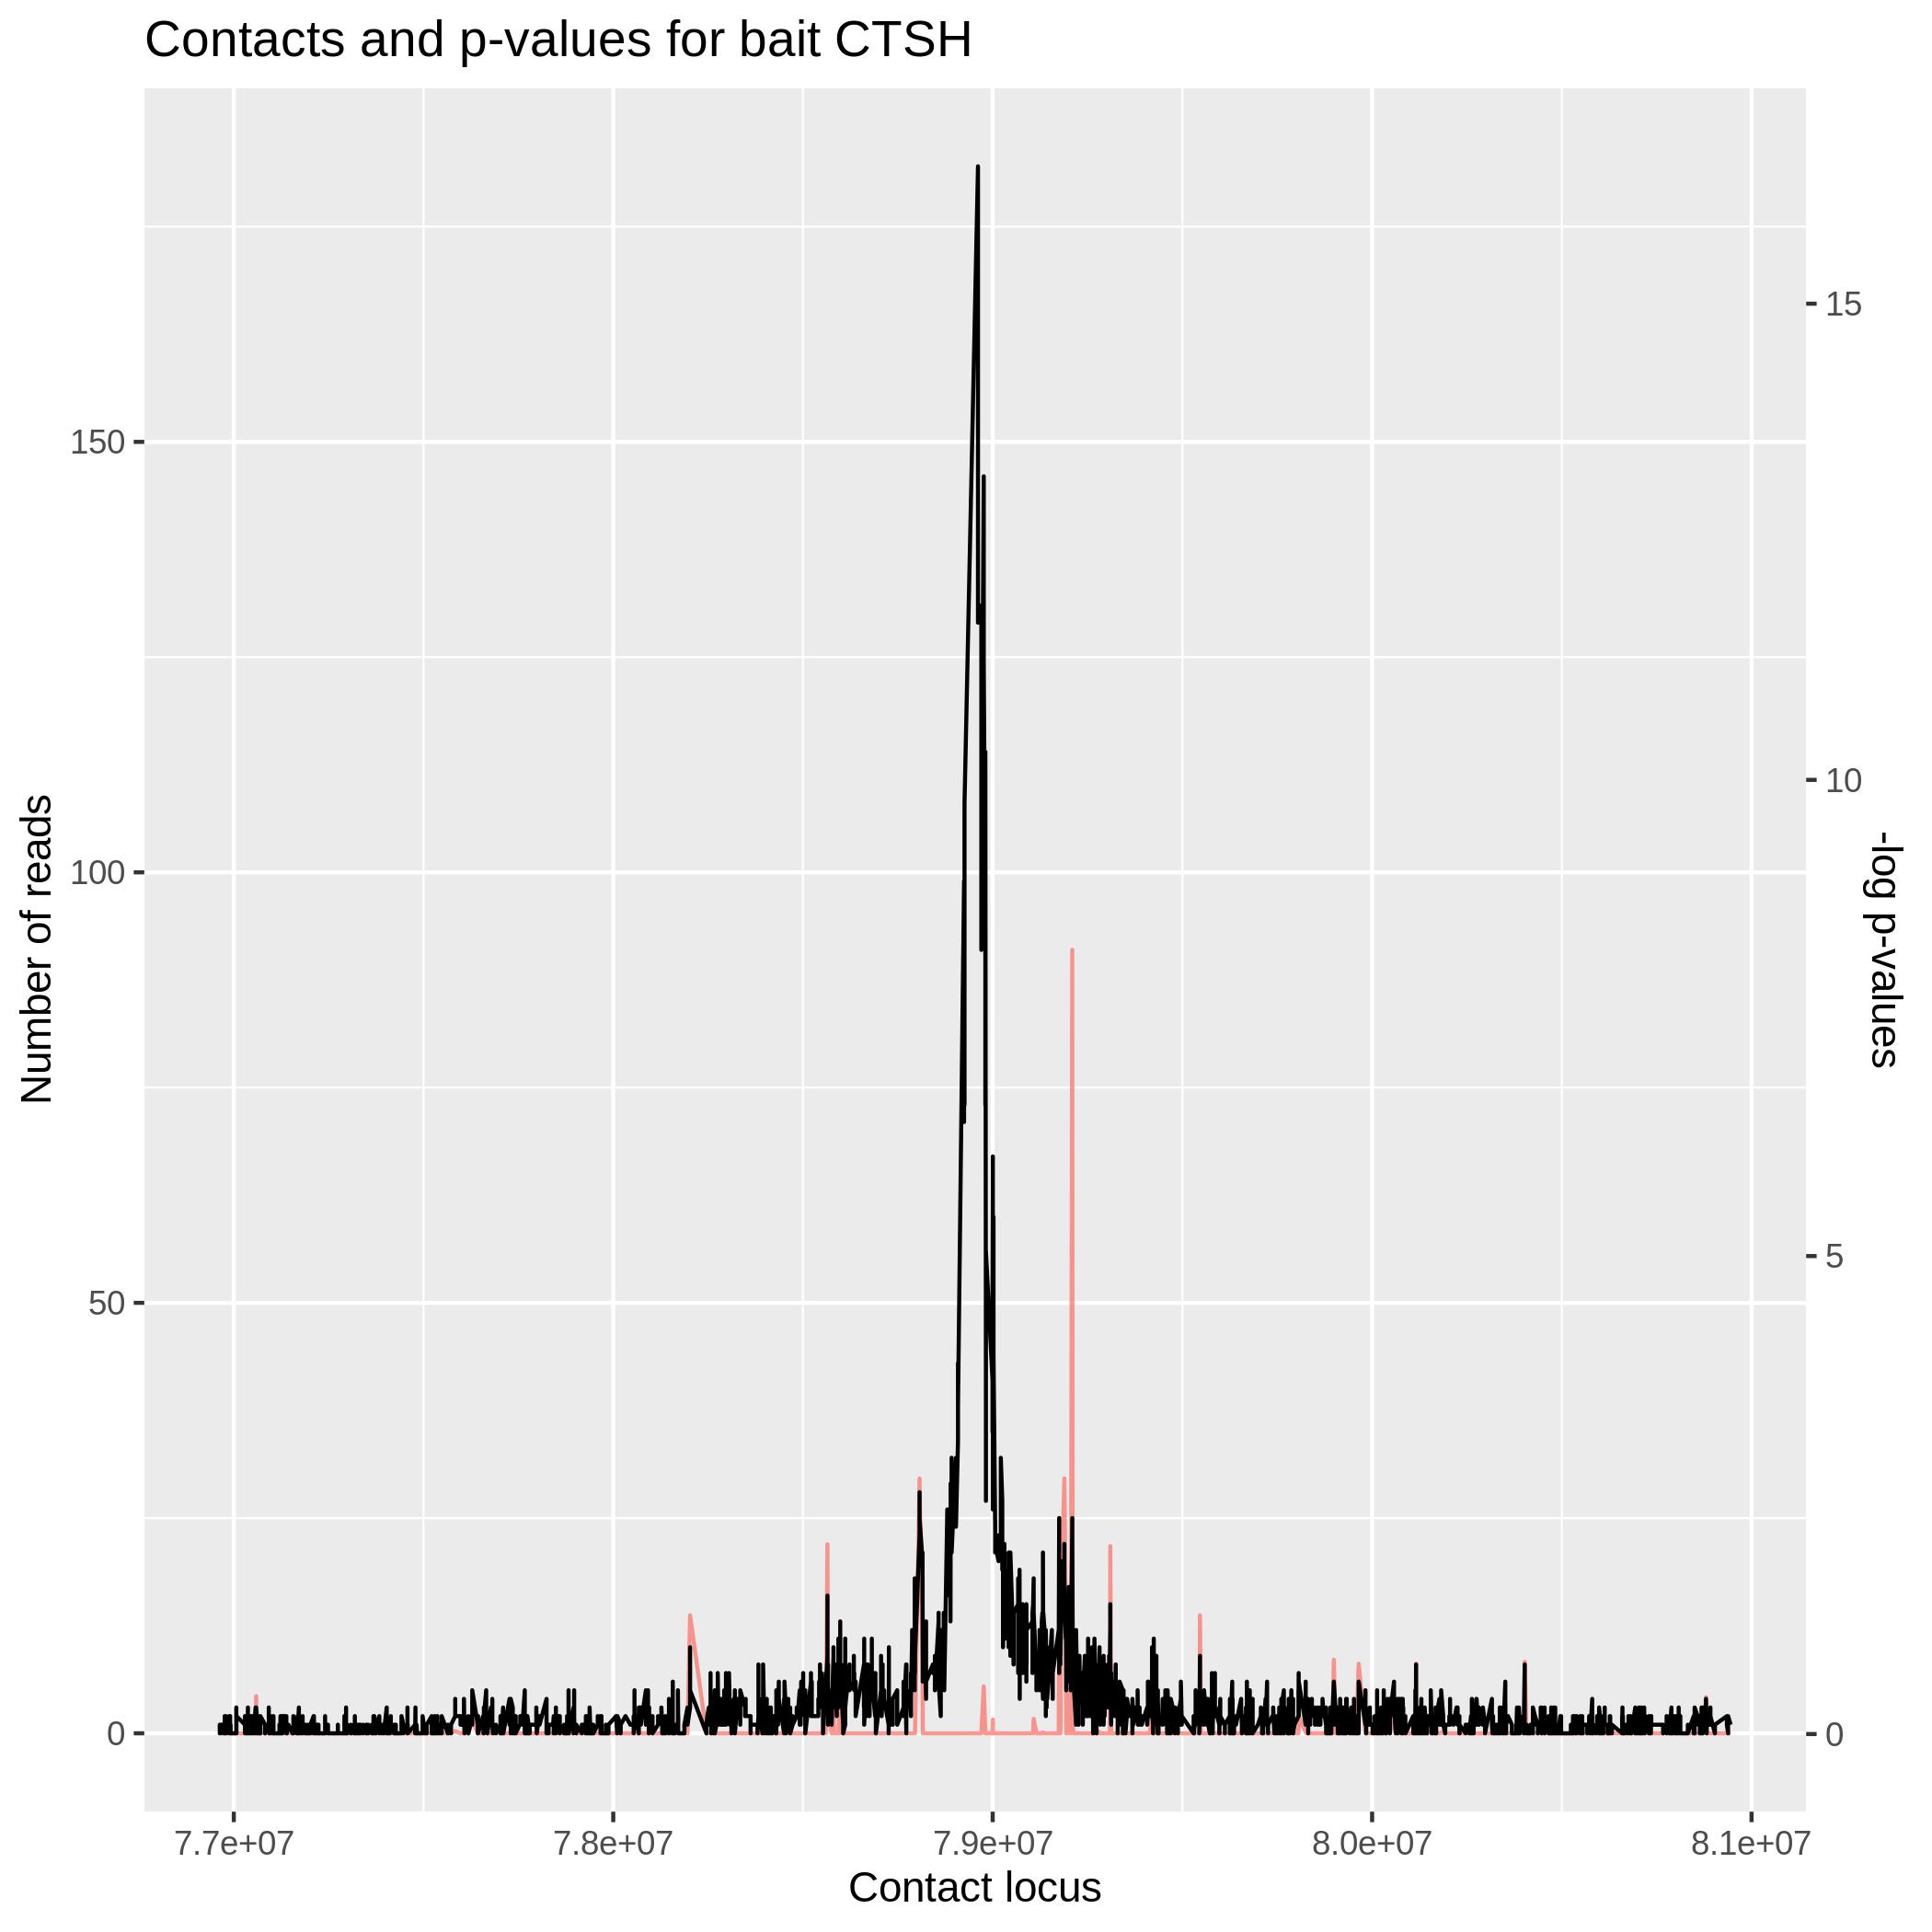 Contacts and p-values for bait CTSH
Number of reads
150
100
50
0
15
10
5
0
-log p-values
7.7e+07
7.8e+07
7.9e+07
8.0e+07
8.1e+07
Contact locus